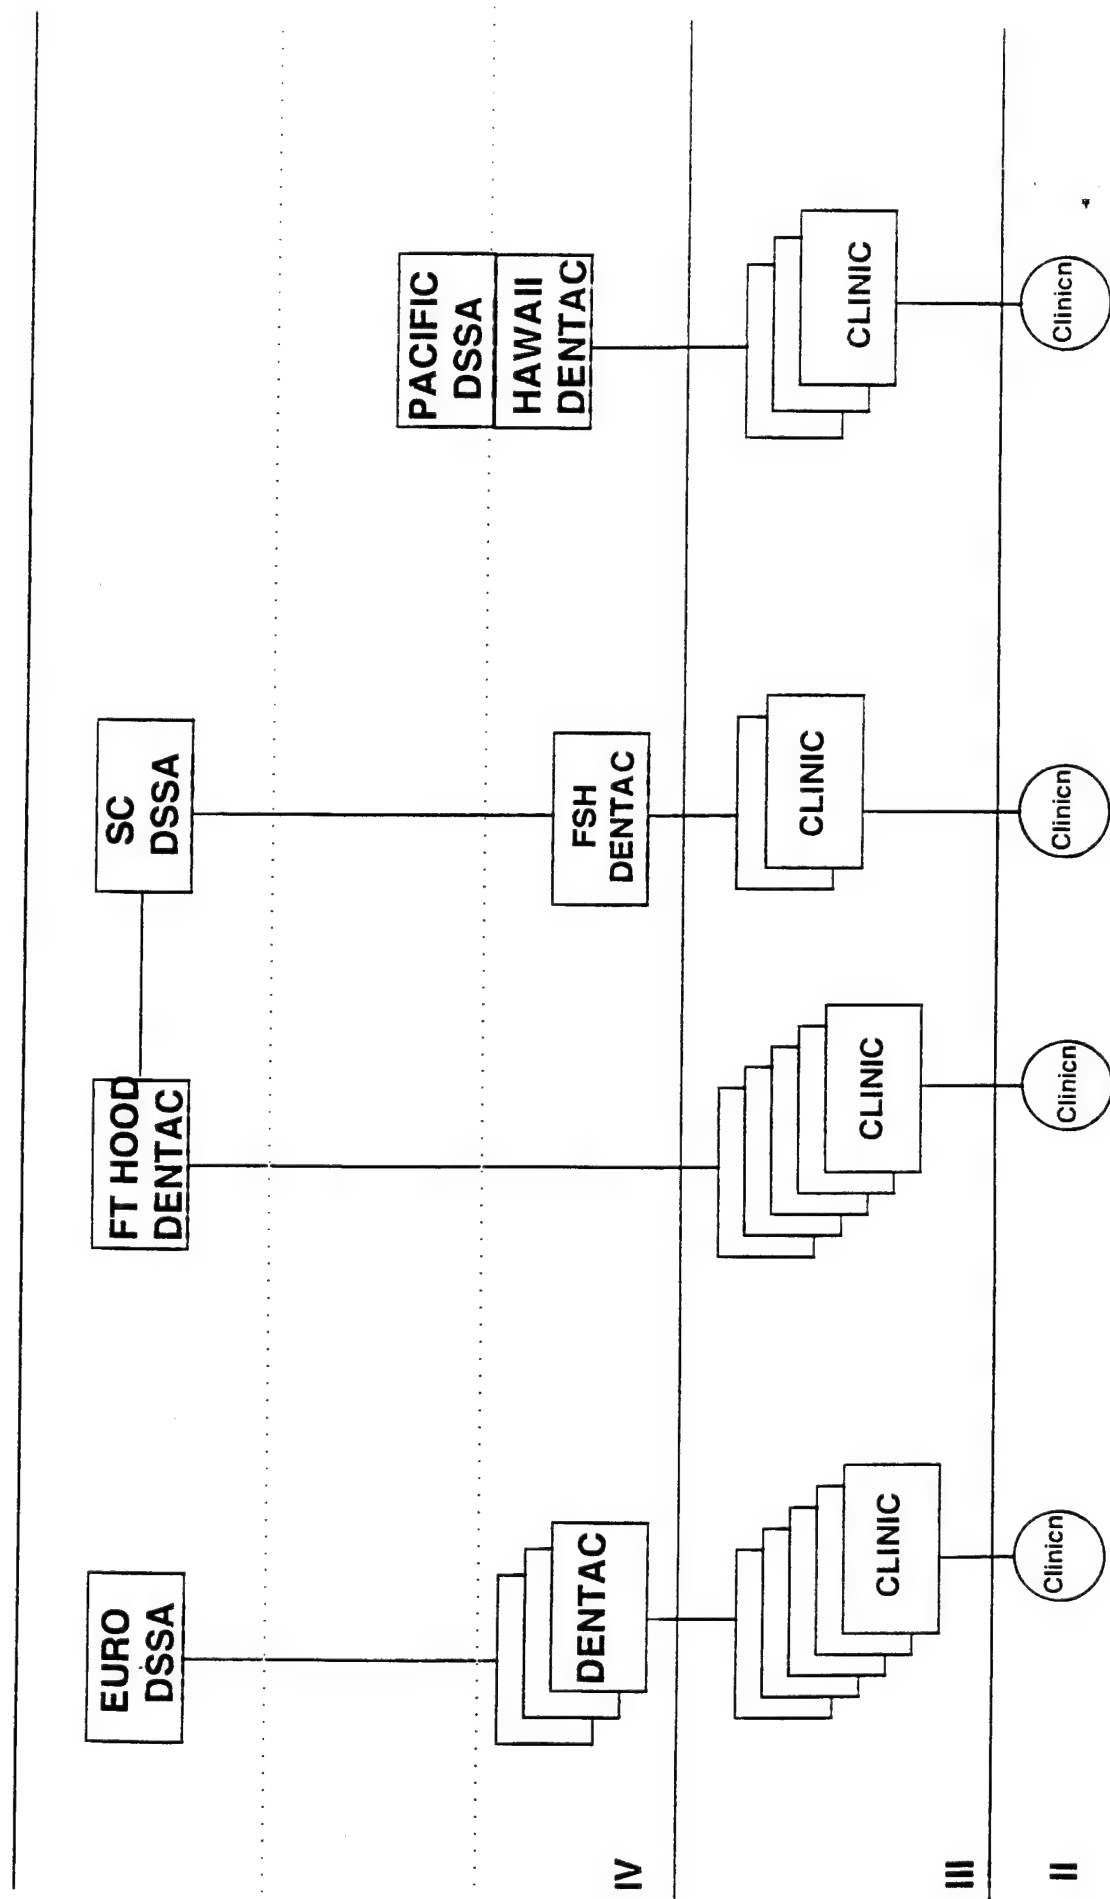 EURO
DSSA
FT HOOD
DENTAC
SC
DSSA
PACIFIC
DSSA
HAWAII
DENTAC
DENTAC
FSH
DENTAC
IV
CLINIC
CLINIC
CLINIC
CLINIC
III
Clinicn
Clinicn
Clinicn
Clinicn
II